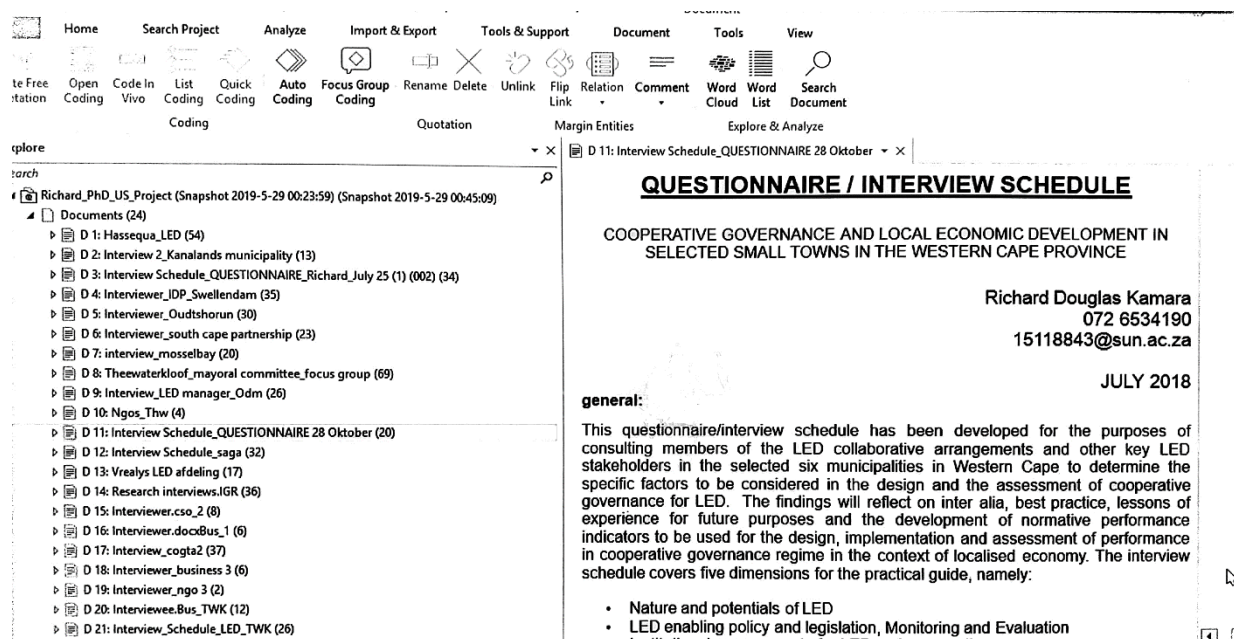 Home Search Project Analyze Import & Export Tools & Support Document Tools View
te Free Open Code In List Quick Auto Focus Group Rename Delete Unlink Flip Relation Comment Word Word Search
Coding Vivo Coding Coding Coding Coding Link Cloud List Document
Coding Quotation Margin Entities Explore & Analyze
xplore
D 11: Interview Schedule_QUESTIONNAIRE 28 Oktober
earch
Richard_PhD_US_Project (Snapshot 2019-5-29 00:23:59) (Snapshot 2019-5-29 00:45:09)
Documents (24)
D 1: Hassequa_LED (54)
D 2: Interview 2_Kanalands municipality (13)
D 3: Interview Schedule_QUESTIONNAIRE_Richard_July 25 (1) (002) (34)
D 4: Interviewer_IDP_Swellendam (35)
D 5: Interviewer_Oudtshorun (30)
D 6: Interviewer_south cape partnership (23)
D 7: interview_mosselbay (20)
D 8: Theewaterkloof_mayoral committee_focus group (69)
D 9: Interview_LED manager_Odm (26)
D 10: Ngos_Thw (4)
D 11: Interview Schedule_QUESTIONNAIRE 28 Oktober (20)
D 12: Interview Schedule_saga (32)
D 13: Vrealys LED afdeling (17)
D 14: Research interviews.IGR (36)
D 15: Interviewer.cso_2 (8)
D 16: Interviewer.docxBus_1 (6)
D 17: Interview_cogta2 (37)
D 18: Interviewer_business 3 (6)
D 19: Interviewer_ngo 3 (2)
D 20: Interviewee.Bus_TWK (12)
D 21: Interview_Schedule_LED_TWK (26)
QUESTIONNAIRE / INTERVIEW SCHEDULE
COOPERATIVE GOVERNANCE AND LOCAL ECONOMIC DEVELOPMENT IN
SELECTED SMALL TOWNS IN THE WESTERN CAPE PROVINCE
Richard Douglas Kamara
072 6534190
15118843@sun.ac.za
JULY 2018
general:
This questionnaire/interview schedule has been developed for the purposes of
consulting members of the LED collaborative arrangements and other key LED
stakeholders in the selected six municipalities in Western Cape to determine the
specific factors to be considered in the design and the assessment of cooperative
governance for LED. The findings will reflect on inter alia, best practice, lessons of
experience for future purposes and the development of normative performance
indicators to be used for the design, implementation and assessment of performance
in cooperative governance regime in the context of localised economy. The interview
schedule covers five dimensions for the practical guide, namely:
• Nature and potentials of LED
• LED enabling policy and legislation, Monitoring and Evaluation